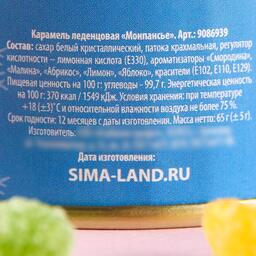 Карамель леденцовая «Монпансье». Арт.: 9086939
Состав: сахар белый кристаллический, патока крахмальная, регулятор
кислотности – лимонная кислота (Е330), ароматизаторы «Смородина»,
«Малина», «Абрикос», «Лимон», «Яблоко», красители (Е102, Е110, Е129).
Пищевая ценность на 100 г: углеводы - 99,7 г. Энергетическая ценность
на 100 г: 370 ккал / 1549 кДж. Условия хранения: при температуре
+18 (±3)° С и относительной влажности воздуха не более 75 %.
Срок годности: 12 месяцев с даты изготовления. Масса нетто: 65 г (± 5 г).
Изготовитель:
Дата изготовления:
SIMA-LAND.RU